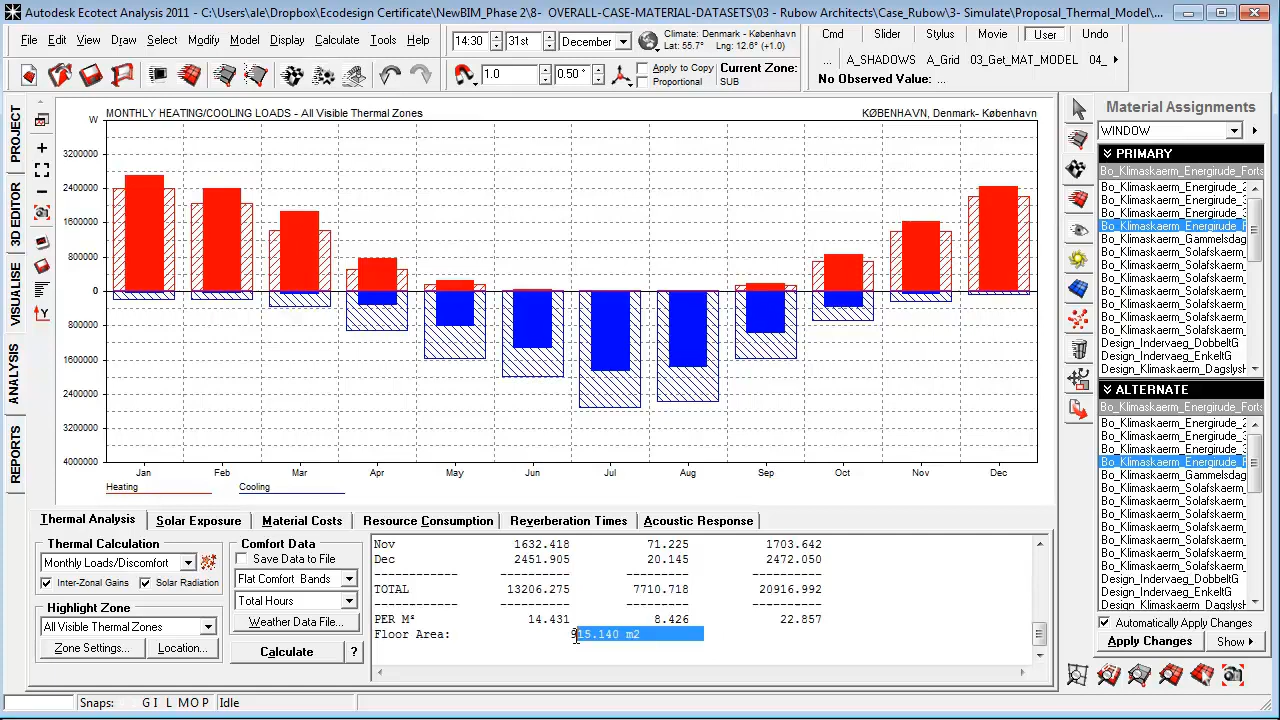 Autodesk Ecotect Analysis 2011 - C:\Users\ale\Dropbox\Ecodesign Certificate\NewBIM_Phase 2\8- OVERALL-CASE-MATERIAL-DATASETS\03 - Rubow Architects\Case_Rubow\3- Simulate\Proposal_Thermal_Model\...
File Edit View Draw Select Modify Model Display Calculate Tools Help
14:30 31st December
Climate: Denmark - København
Lat: 55.7° Lng: 12.6° (+1.0)
Cmd Slider Stylus Movie User Undo
... A_SHADOWS A_Grid 03_Get_MAT_MODEL 04_
No Observed Value: ...
1.0 0.50 °
Apply to Copy
Proportional
Current Zone:
SUB
PROJECT
3D EDITOR
VISUALISE
ANALYSIS
REPORTS
MONTHLY HEATING/COOLING LOADS - All Visible Thermal Zones
KØBENHAVN, Denmark- København
W
3200000
2400000
1600000
800000
0
800000
1600000
2400000
3200000
4000000
Jan Feb Mar Apr May Jun Jul Aug Sep Oct Nov Dec
Heating Cooling
Thermal Analysis Solar Exposure Material Costs Resource Consumption Reverberation Times Acoustic Response
Thermal Calculation
Monthly Loads/Discomfort
Inter-Zonal Gains Solar Radiation
Highlight Zone
All Visible Thermal Zones
Zone Settings... Location...
Comfort Data
Save Data to File
Flat Comfort Bands
Total Hours
Weather Data File...
Calculate ?
Nov 1632.418 71.225 1703.642
Dec 2451.905 20.145 2472.050
----------- --------- --------- ---------
TOTAL 13206.275 7710.718 20916.992
----------- --------- --------- ---------
PER M² 14.431 8.426 22.857
Floor Area: 915.140 m2
Material Assignments
WINDOW
PRIMARY
Bo_Klimaskaerm_Energirude_Forts
Bo_Klimaskaerm_Energirude_2
Bo_Klimaskaerm_Energirude_3
Bo_Klimaskaerm_Energirude_3
Bo_Klimaskaerm_Energirude_F
Bo_Klimaskaerm_Gammelsdag
Bo_Klimaskaerm_Solafskaerm
Bo_Klimaskaerm_Solafskaerm_
Bo_Klimaskaerm_Solafskaerm_
Bo_Klimaskaerm_Solafskaerm_
Bo_Klimaskaerm_Solafskaerm_
Bo_Klimaskaerm_Solafskaerm_
Bo_Klimaskaerm_Solafskaerm_
Design_Indervaeg_DobbeltG
Design_Indervaeg_EnkeltG
Design_Klimaskaerm_Dagslysh
ALTERNATE
Bo_Klimaskaerm_Energirude_Forts
Bo_Klimaskaerm_Energirude_2
Bo_Klimaskaerm_Energirude_3
Bo_Klimaskaerm_Energirude_3
Bo_Klimaskaerm_Energirude_F
Bo_Klimaskaerm_Gammelsdag
Bo_Klimaskaerm_Solafskaerm_
Bo_Klimaskaerm_Solafskaerm_
Bo_Klimaskaerm_Solafskaerm_
Bo_Klimaskaerm_Solafskaerm_
Bo_Klimaskaerm_Solafskaerm_
Bo_Klimaskaerm_Solafskaerm_
Bo_Klimaskaerm_Solafskaerm_
Design_Indervaeg_DobbeltG
Design_Indervaeg_EnkeltG
Design_Klimaskaerm_Dagslysh
Automatically Apply Changes
Apply Changes Show
Snaps: G I L M O P Idle